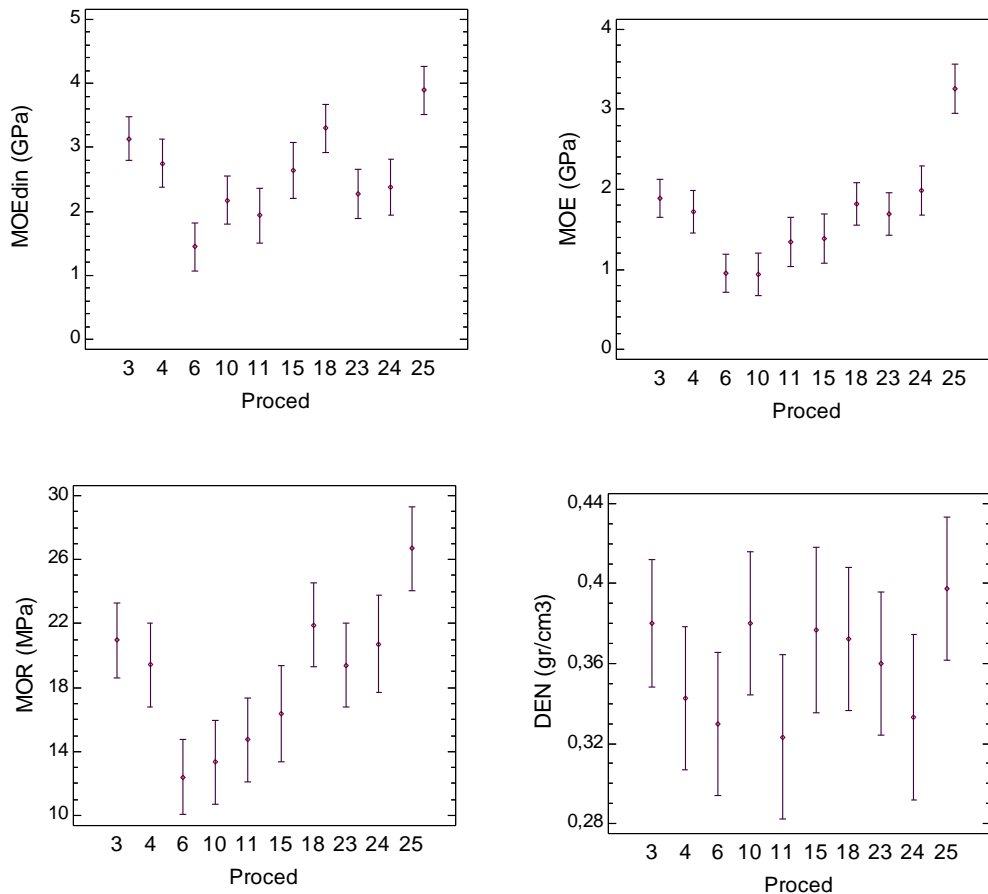 MOEdin (GPa)
5
4
3
2
1
0
3 4 6 10 11 15 18 23 24 25
Proced
MOE (GPa)
4
3
2
1
0
3 4 6 10 11 15 18 23 24 25
Proced
MOR (MPa)
30
26
22
18
14
10
3 4 6 10 11 15 18 23 24 25
Proced
DEN (gr/cm3)
0,44
0,4
0,36
0,32
0,28
3 4 6 10 11 15 18 23 24 25
Proced